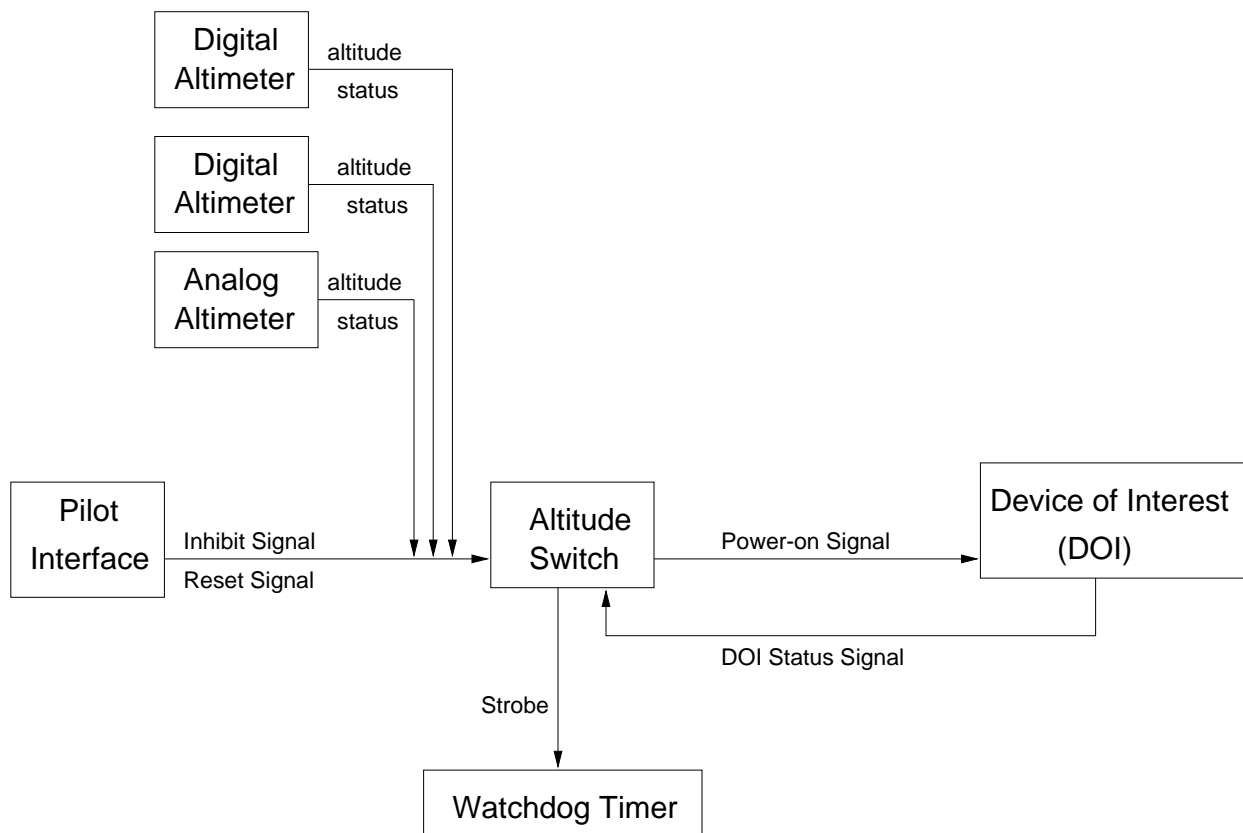 Digital
Altimeter
altitude
status
Digital
Altimeter
altitude
status
Analog
Altimeter
altitude
status
Pilot
Interface
Inhibit Signal
Reset Signal
Altitude
Switch
Power-on Signal
Device of Interest
(DOI)
DOI Status Signal
Strobe
Watchdog Timer